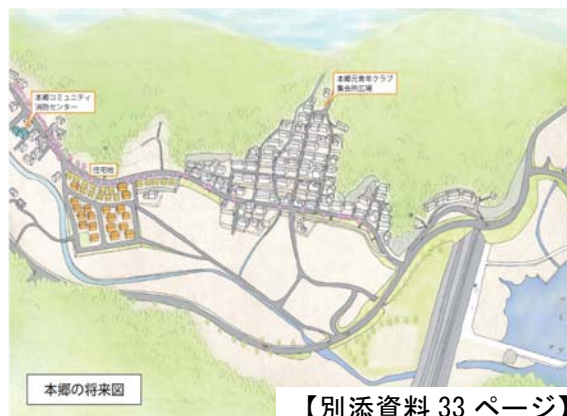 本郷コミュニティ
消防センター
本郷元青年クラブ
集会所広場
住宅地
本郷の将来図
【別添資料 33 ページ】